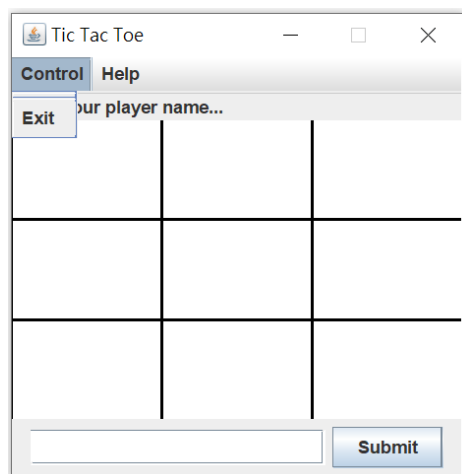 Tic Tac Toe
Control Help
Exit
our player name...
Submit